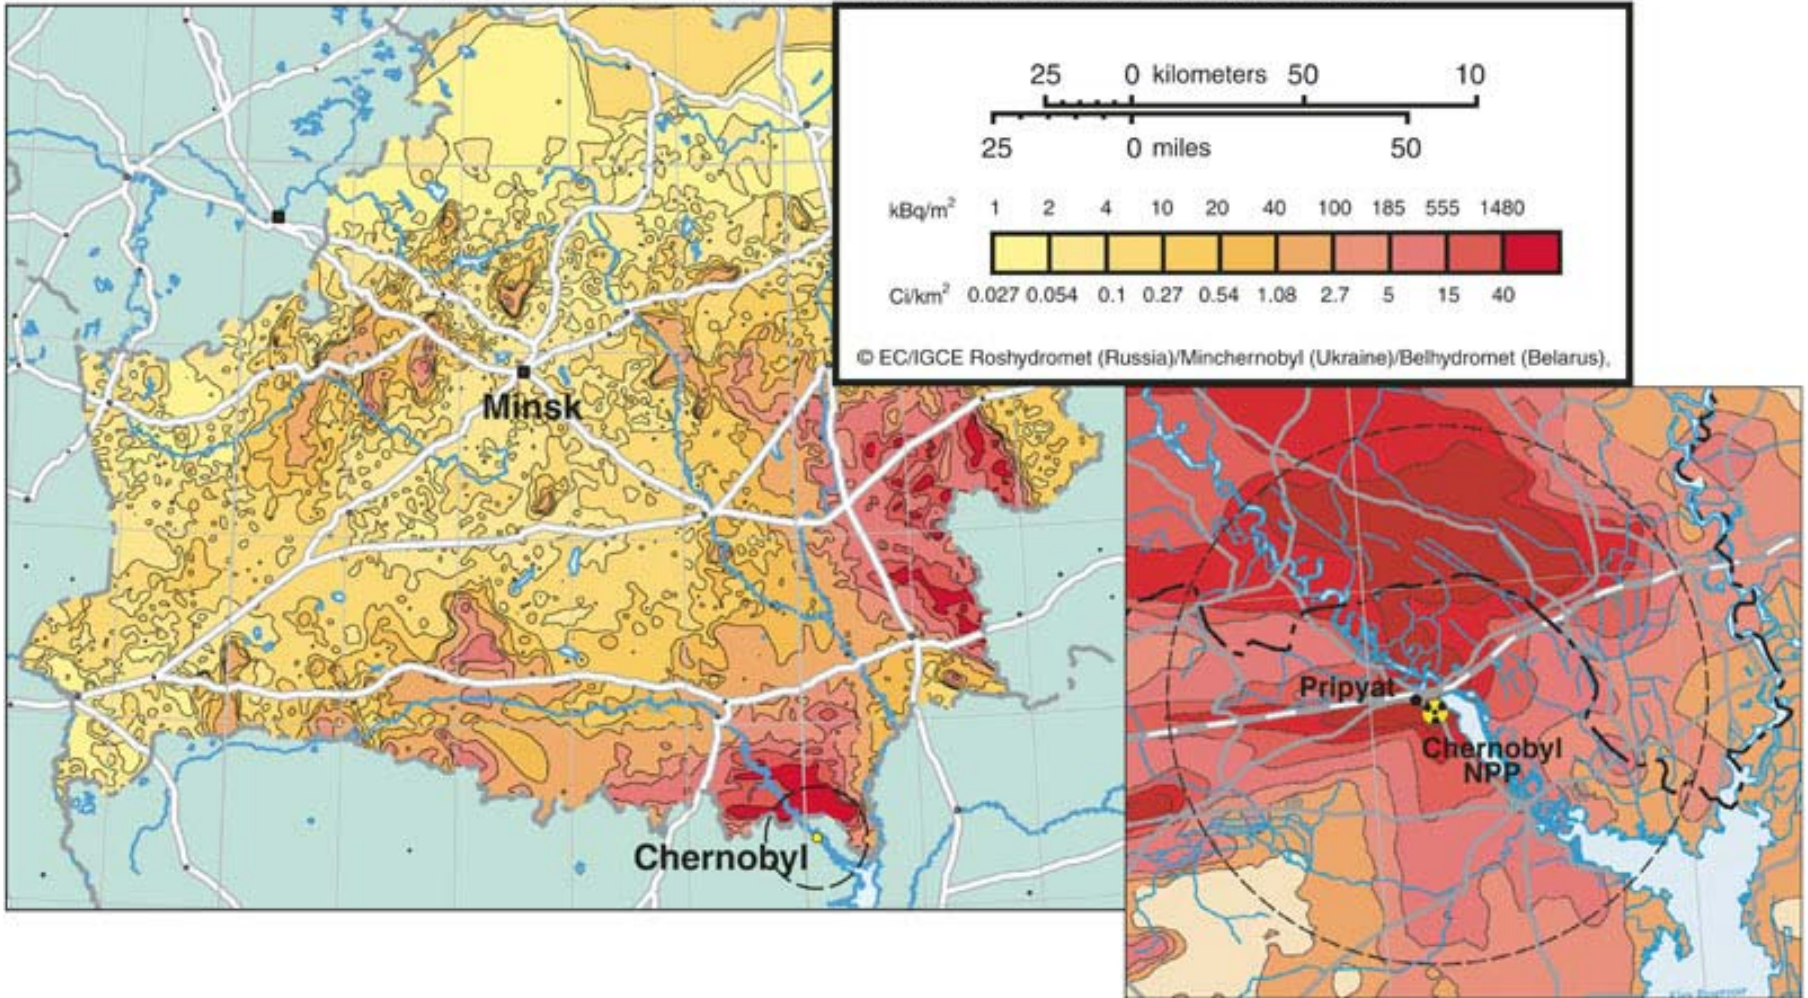 25 0 kilometers 50 10
25 0 miles 50
kBq/m² 1 2 4 10 20 40 100 185 555 1480
Ci/km² 0.027 0.054 0.1 0.27 0.54 1.08 2.7 5 15 40
© EC/IGCE Roshydromet (Russia)/Minchernobyl (Ukraine)/Belhydromet (Belarus).
Minsk
Chernobyl
Pripyat
Chernobyl
NPP